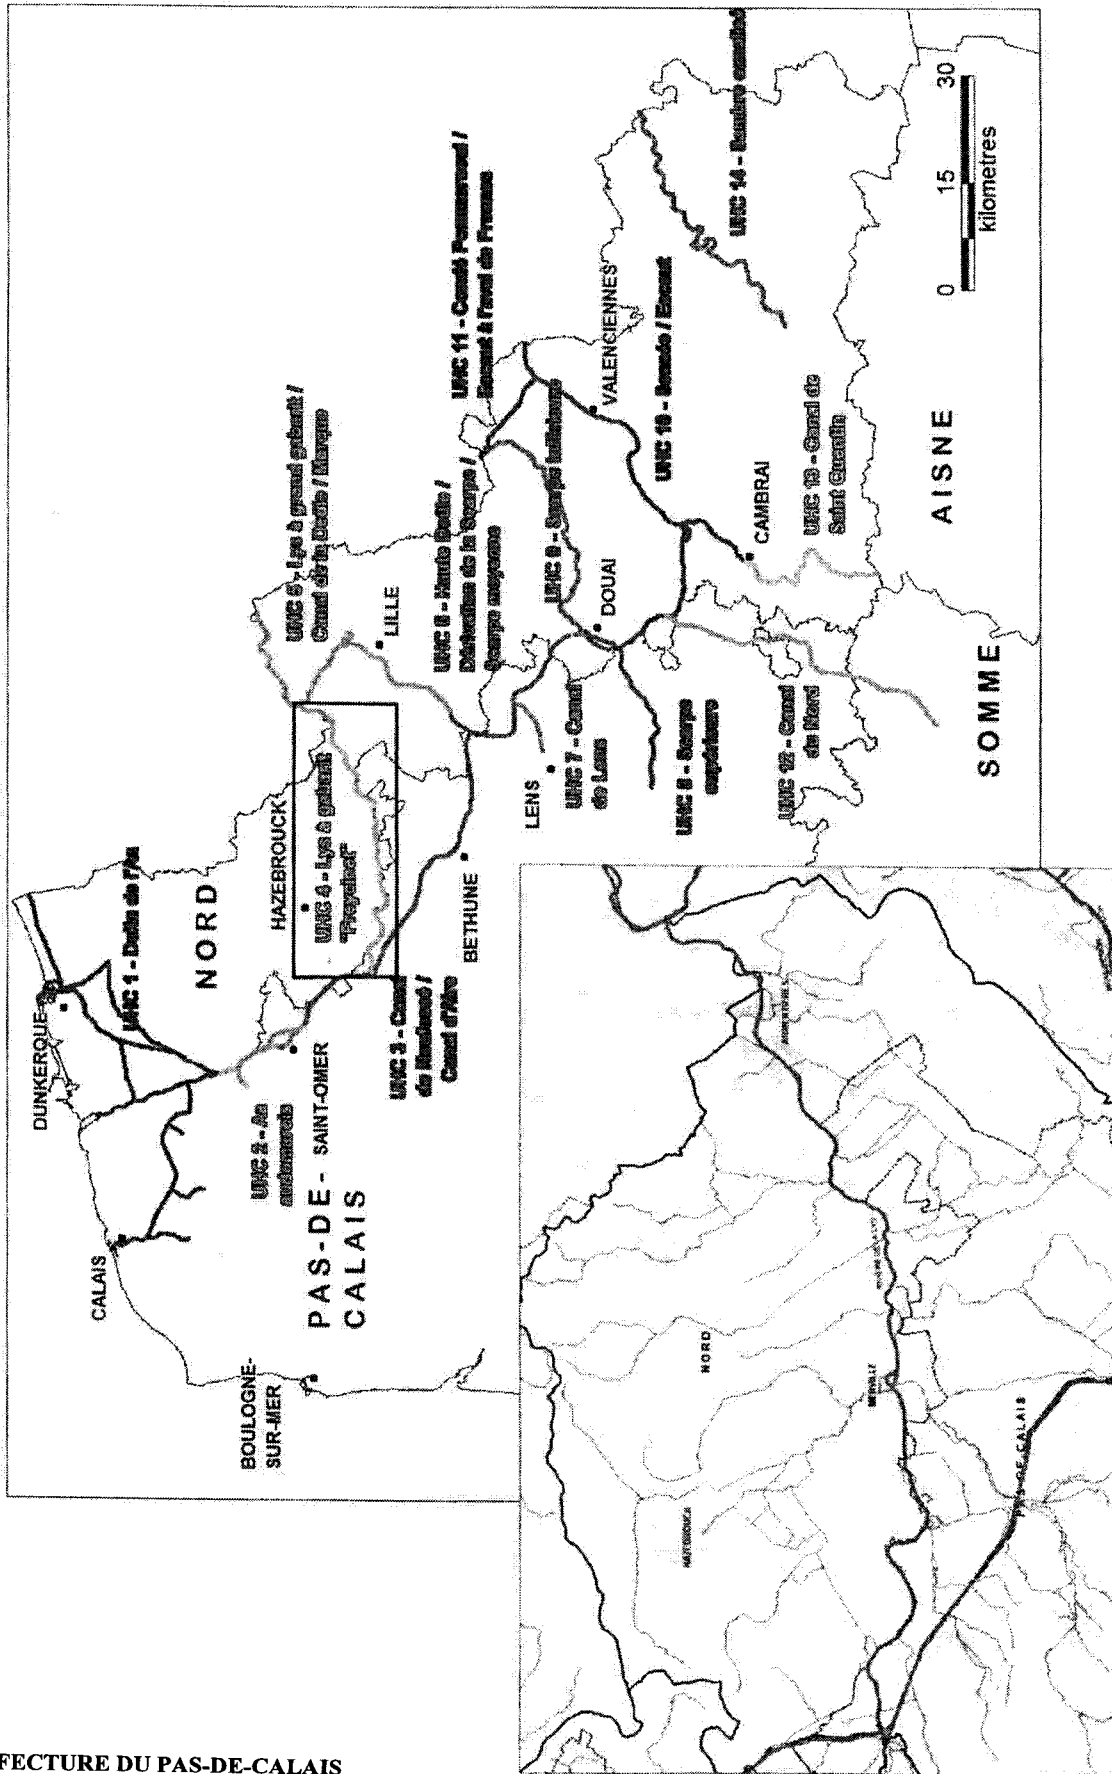 DUNKERQUE
CALAIS
BOULOGNE-
SUR-MER
UHC 1 - Delta de l'Aa
NORD
HAZEBROUCK
UHC 2 - Aa
audomarois
SAINT-OMER
PAS-DE-
CALAIS
UHC 3 - Canal
de Neufossé /
Canal d'Aire
UHC 4 - Lys à gabarit
"Freycinet"
BETHUNE
UHC 5 - Lys à grand gabarit /
Canal de la Deûle / Marque
LILLE
UHC 6 - Haute Deûle /
Dérivation de la Scarpe /
Scarpe moyenne
LENS
UHC 7 - Canal
de Lens
DOUAI
UHC 8 - Scarpe
supérieure
UHC 9 - Scarpe inférieure
UHC 11 - Condé Pommeroeul /
Escaut à l'aval de Fresnes
VALENCIENNES
UHC 10 - Sensée / Escaut
CAMBRAI
UHC 12 - Canal
du Nord
UHC 13 - Canal de
Saint Quentin
UHC 14 - Sambre canalisée
SOMME
AISNE
0 15 30
kilometres
HAZEBROUCK
NORD
MERVILLE
PAS-DE-CALAIS
FECTURE DU PAS-DE-CALAIS